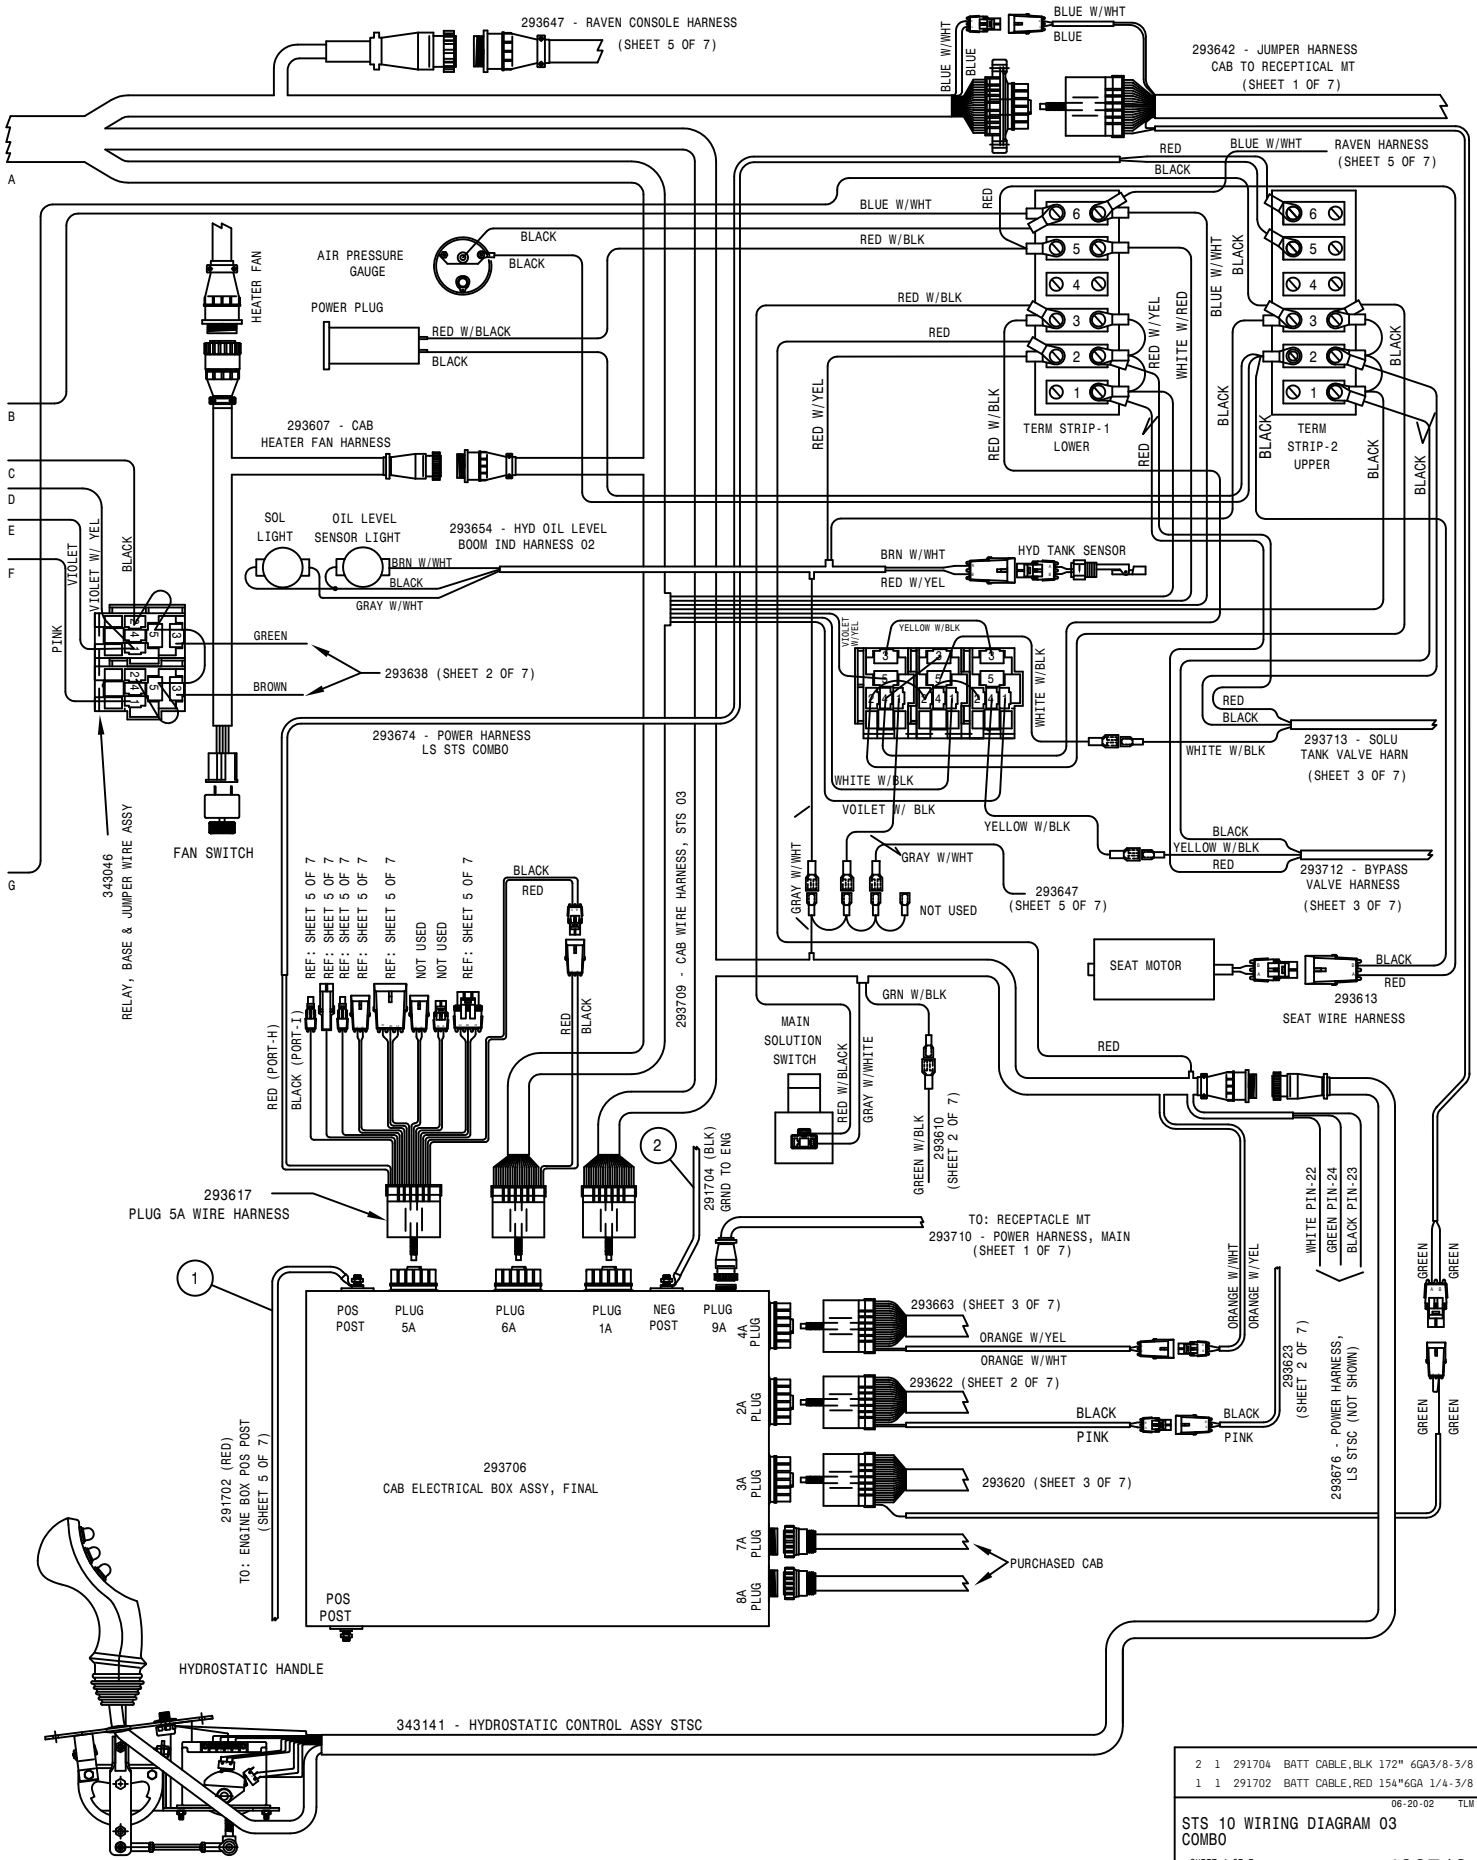 293647 - RAVEN CONSOLE HARNESS
(SHEET 5 OF 7)
BLUE W/WHT
BLUE
BLUE W/WHT
BLUE
293642 - JUMPER HARNESS
CAB TO RECEPTICAL MT
(SHEET 1 OF 7)
RED
BLACK
BLUE W/WHT
RAVEN HARNESS
(SHEET 5 OF 7)
A
BLUE W/WHT
RED
BLACK
RED W/BLK
AIR PRESSURE
GAUGE
BLACK
HEATER FAN
POWER PLUG
RED W/BLACK
BLACK
RED W/BLK
RED
6
5
4
3
2
1
TERM STRIP-1
LOWER
RED W/YEL
WHITE W/RED
BLUE W/WHT
BLACK
6
5
4
3
2
1
TERM
STRIP-2
UPPER
BLACK
RED W/YEL
RED W/BLK
RED
RED
BLACK
BLACK
BLACK
BLACK
B
C
D
E
F
G
293607 - CAB
HEATER FAN HARNESS
VIOLET
VIOLET W/ YEL
BLACK
PINK
SOL
LIGHT
OIL LEVEL
SENSOR LIGHT
293654 - HYD OIL LEVEL
BOOM IND HARNESS 02
BRN W/WHT
BLACK
GRAY W/WHT
BRN W/WHT
RED W/YEL
HYD TANK SENSOR
GREEN
BROWN
293638 (SHEET 2 OF 7)
293674 - POWER HARNESS
LS STS COMBO
VIOLET
W/YEL
YELLOW W/BLK
WHITE W/BLK
WHITE W/BLK
VOILET W/ BLK
YELLOW W/BLK
RED
BLACK
WHITE W/BLK
293713 - SOLU
TANK VALVE HARN
(SHEET 3 OF 7)
BLACK
YELLOW W/BLK
RED
293712 - BYPASS
VALVE HARNESS
(SHEET 3 OF 7)
343046
RELAY, BASE & JUMPER WIRE ASSY
FAN SWITCH
REF: SHEET 5 OF 7
REF: SHEET 5 OF 7
REF: SHEET 5 OF 7
REF: SHEET 5 OF 7
REF: SHEET 5 OF 7
NOT USED
NOT USED
REF: SHEET 5 OF 7
BLACK
RED
RED
BLACK
293709 - CAB WIRE HARNESS, STS 03
GRAY W/WHT
GRAY W/WHT
293647
(SHEET 5 OF 7)
NOT USED
SEAT MOTOR
BLACK
RED
293613
SEAT WIRE HARNESS
RED (PORT-H)
BLACK (PORT-I)
MAIN
SOLUTION
SWITCH
RED W/BLACK
GRAY W/WHITE
GRN W/BLK
GREEN W/BLK
293610
(SHEET 2 OF 7)
RED
WHITE PIN-22
GREEN PIN-24
BLACK PIN-23
2
291704 (BLK)
GRND TO ENG
293617
PLUG 5A WIRE HARNESS
TO: RECEPTACLE MT
293710 - POWER HARNESS, MAIN
(SHEET 1 OF 7)
1
POS
POST
PLUG
5A
PLUG
6A
PLUG
1A
NEG
POST
PLUG
9A
4A
PLUG
2A
PLUG
3A
PLUG
7A
PLUG
8A
PLUG
293663 (SHEET 3 OF 7)
ORANGE W/YEL
ORANGE W/WHT
ORANGE W/WHT
ORANGE W/YEL
293622 (SHEET 2 OF 7)
BLACK
PINK
BLACK
PINK
293623
(SHEET 2 OF 7)
293676 - POWER HARNESS,
LS STSC (NOT SHOWN)
GREEN
GREEN
GREEN
GREEN
293620 (SHEET 3 OF 7)
PURCHASED CAB
293706
CAB ELECTRICAL BOX ASSY, FINAL
POS
POST
291702 (RED)
TO: ENGINE BOX POS POST
(SHEET 5 OF 7)
HYDROSTATIC HANDLE
343141 - HYDROSTATIC CONTROL ASSY STSC
2 1 291704 BATT CABLE,BLK 172" 6GA3/8-3/8
1 1 291702 BATT CABLE,RED 154"6GA 1/4-3/8
06-20-02 TLM
STS 10 WIRING DIAGRAM 03
COMBO